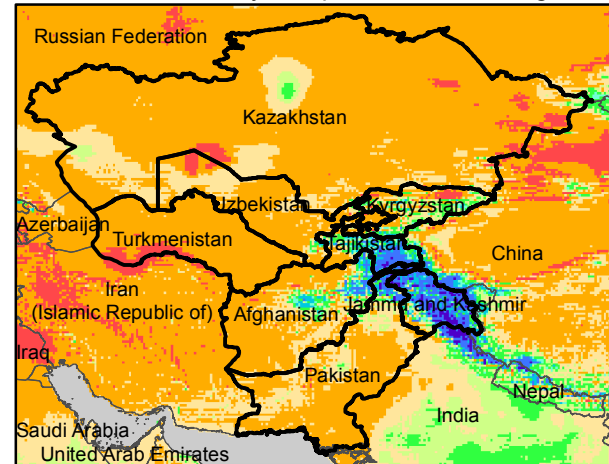 Russian Federation
Kazakhstan
Uzbekistan
Kyrgyzstan
Azerbaijan
Turkmenistan
Tajikistan
China
Iran
(Islamic Republic of)
Afghanistan
Jammu and Kashmir
Iraq
Pakistan
Nepal
India
Saudi Arabia
United Arab Emirates